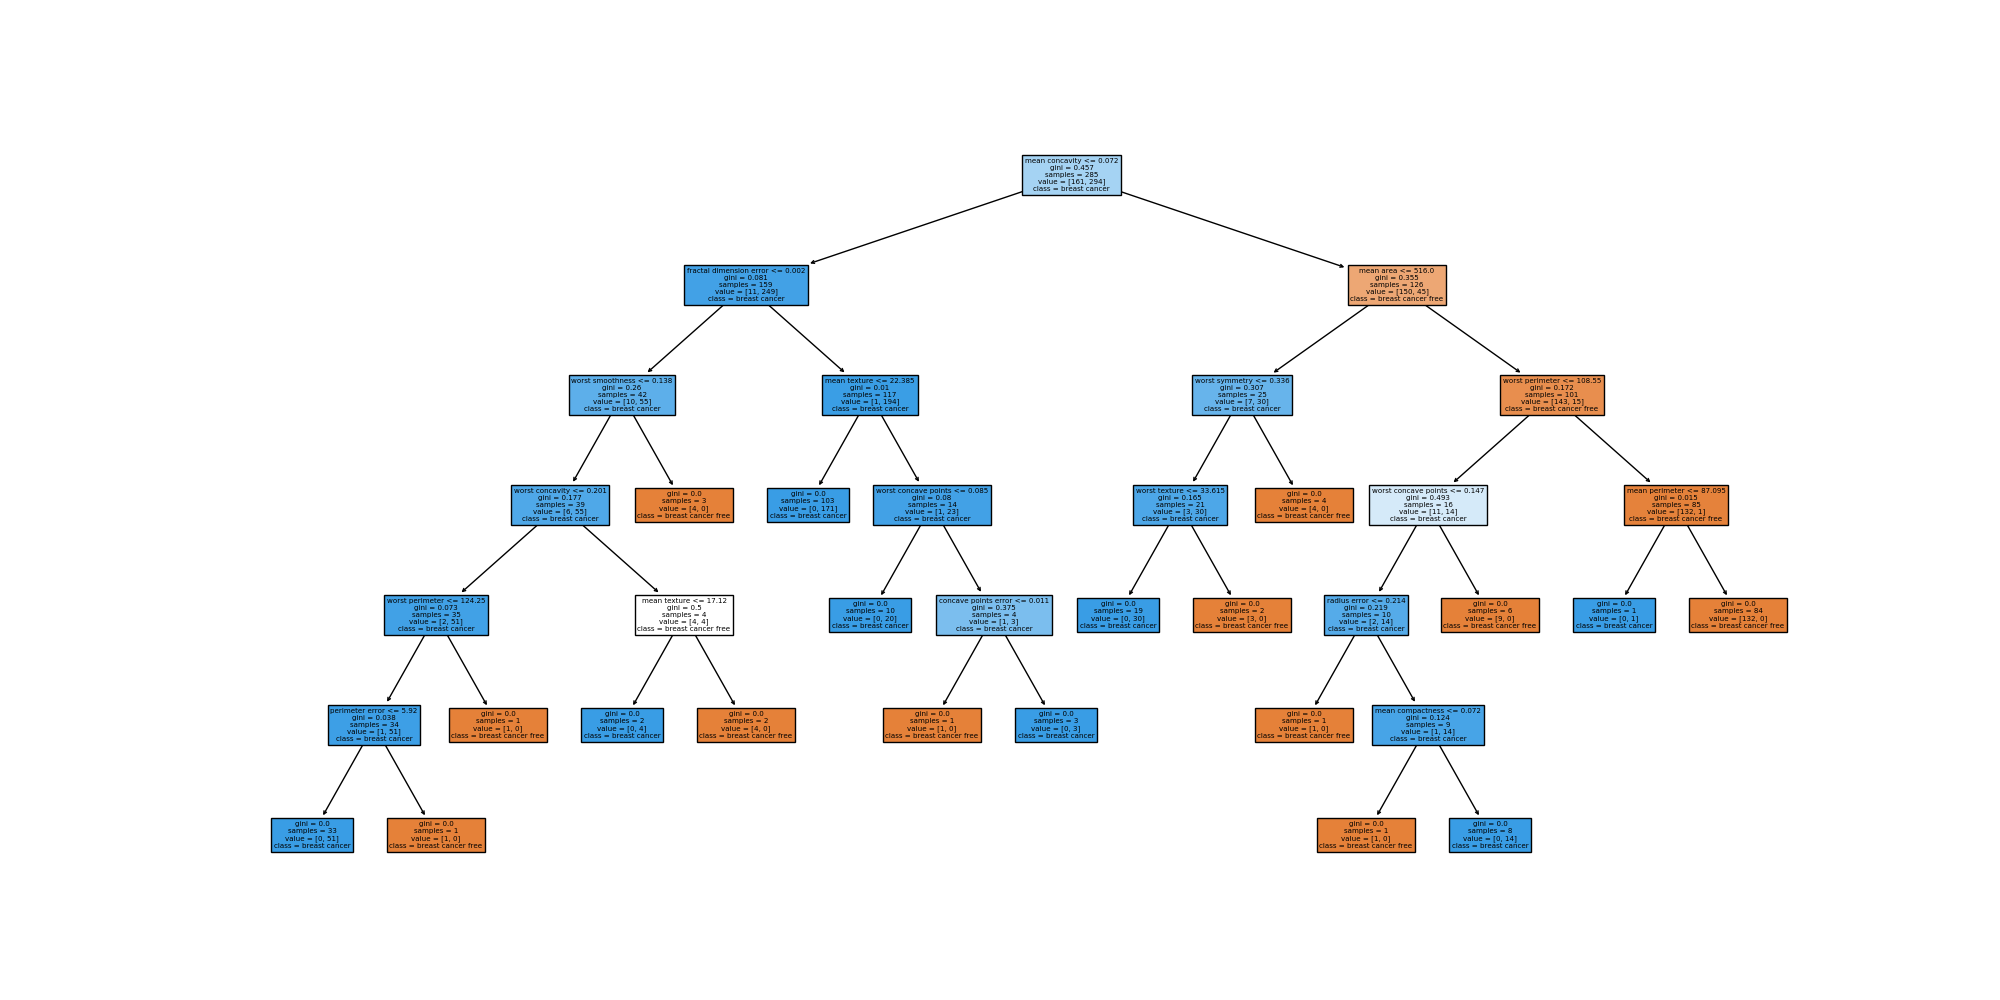 mean concavity <= 0.072
gini = 0.457
samples = 285
value = [161, 294]
class = breast cancer
fractal dimension error <= 0.002
gini = 0.081
samples = 159
value = [11, 249]
class = breast cancer
mean area <= 516.0
gini = 0.355
samples = 126
value = [150, 45]
class = breast cancer free
worst smoothness <= 0.138
gini = 0.26
samples = 42
value = [10, 55]
class = breast cancer
mean texture <= 22.385
gini = 0.01
samples = 117
value = [1, 194]
class = breast cancer
worst symmetry <= 0.336
gini = 0.307
samples = 25
value = [7, 30]
class = breast cancer
worst perimeter <= 108.55
gini = 0.172
samples = 101
value = [143, 15]
class = breast cancer free
worst concavity <= 0.201
gini = 0.177
samples = 39
value = [6, 55]
class = breast cancer
gini = 0.0
samples = 3
value = [4, 0]
class = breast cancer free
gini = 0.0
samples = 103
value = [0, 171]
class = breast cancer
worst concave points <= 0.085
gini = 0.08
samples = 14
value = [1, 23]
class = breast cancer
worst texture <= 33.615
gini = 0.165
samples = 21
value = [3, 30]
class = breast cancer
gini = 0.0
samples = 4
value = [4, 0]
class = breast cancer free
worst concave points <= 0.147
gini = 0.493
samples = 16
value = [11, 14]
class = breast cancer
mean perimeter <= 87.095
gini = 0.015
samples = 85
value = [132, 1]
class = breast cancer free
worst perimeter <= 124.25
gini = 0.073
samples = 35
value = [2, 51]
class = breast cancer
mean texture <= 17.12
gini = 0.5
samples = 4
value = [4, 4]
class = breast cancer free
gini = 0.0
samples = 10
value = [0, 20]
class = breast cancer
concave points error <= 0.011
gini = 0.375
samples = 4
value = [1, 3]
class = breast cancer
gini = 0.0
samples = 19
value = [0, 30]
class = breast cancer
gini = 0.0
samples = 2
value = [3, 0]
class = breast cancer free
radius error <= 0.214
gini = 0.219
samples = 10
value = [2, 14]
class = breast cancer
gini = 0.0
samples = 6
value = [9, 0]
class = breast cancer free
gini = 0.0
samples = 1
value = [0, 1]
class = breast cancer
gini = 0.0
samples = 84
value = [132, 0]
class = breast cancer free
perimeter error <= 5.92
gini = 0.038
samples = 34
value = [1, 51]
class = breast cancer
gini = 0.0
samples = 1
value = [1, 0]
class = breast cancer free
gini = 0.0
samples = 2
value = [0, 4]
class = breast cancer
gini = 0.0
samples = 2
value = [4, 0]
class = breast cancer free
gini = 0.0
samples = 1
value = [1, 0]
class = breast cancer free
gini = 0.0
samples = 3
value = [0, 3]
class = breast cancer
gini = 0.0
samples = 1
value = [1, 0]
class = breast cancer free
mean compactness <= 0.072
gini = 0.124
samples = 9
value = [1, 14]
class = breast cancer
gini = 0.0
samples = 33
value = [0, 51]
class = breast cancer
gini = 0.0
samples = 1
value = [1, 0]
class = breast cancer free
gini = 0.0
samples = 1
value = [1, 0]
class = breast cancer free
gini = 0.0
samples = 8
value = [0, 14]
class = breast cancer